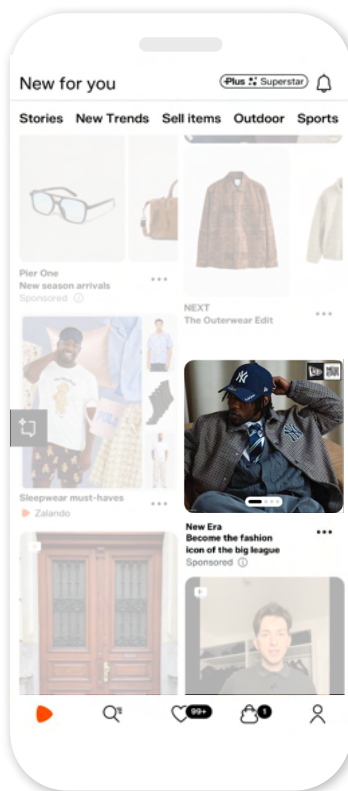 New for you
Plus Superstar
Stories New Trends Sell items Outdoor Sports
Pier One
New season arrivals
Sponsored
NEXT
The Outerwear Edit
Sleepwear must-haves
Zalando
NY
New Era
Become the fashion
icon of the big league
Sponsored
99+
1